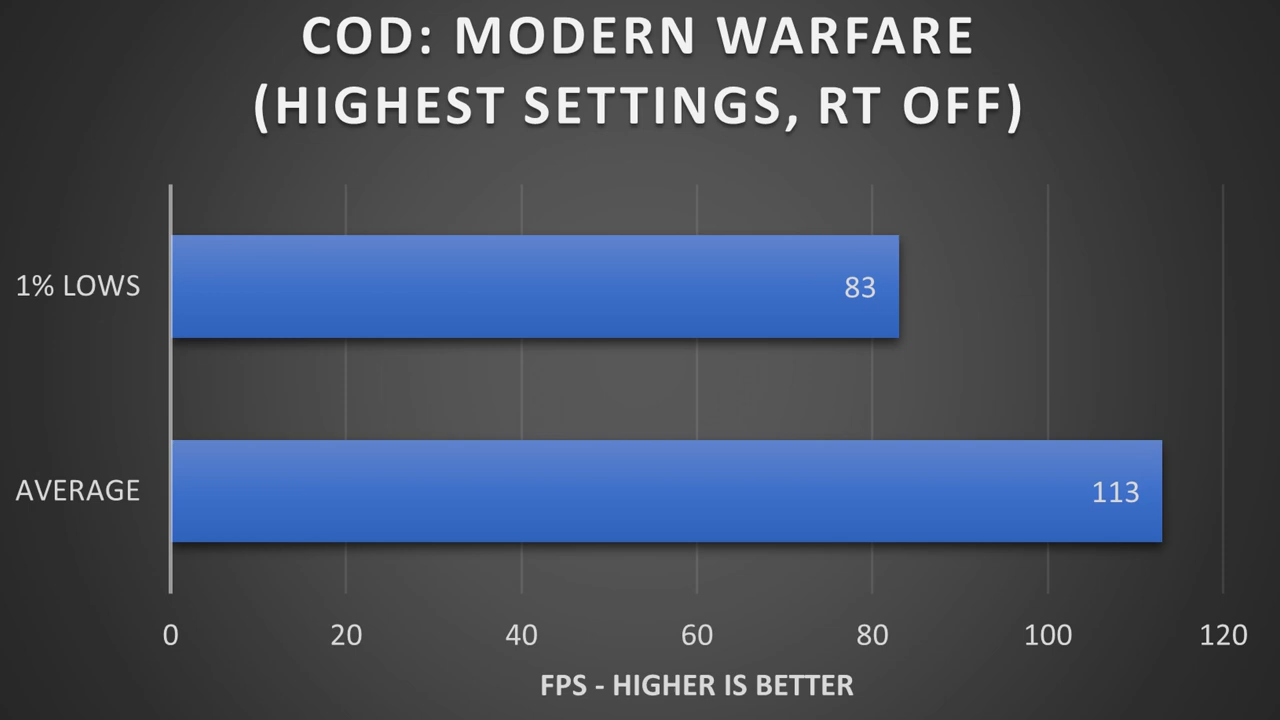 COD: MODERN WARFARE
(HIGHEST SETTINGS, RT OFF)
1% LOWS
83
AVERAGE
113
0 20 40 60 80 100 120
FPS - HIGHER IS BETTER